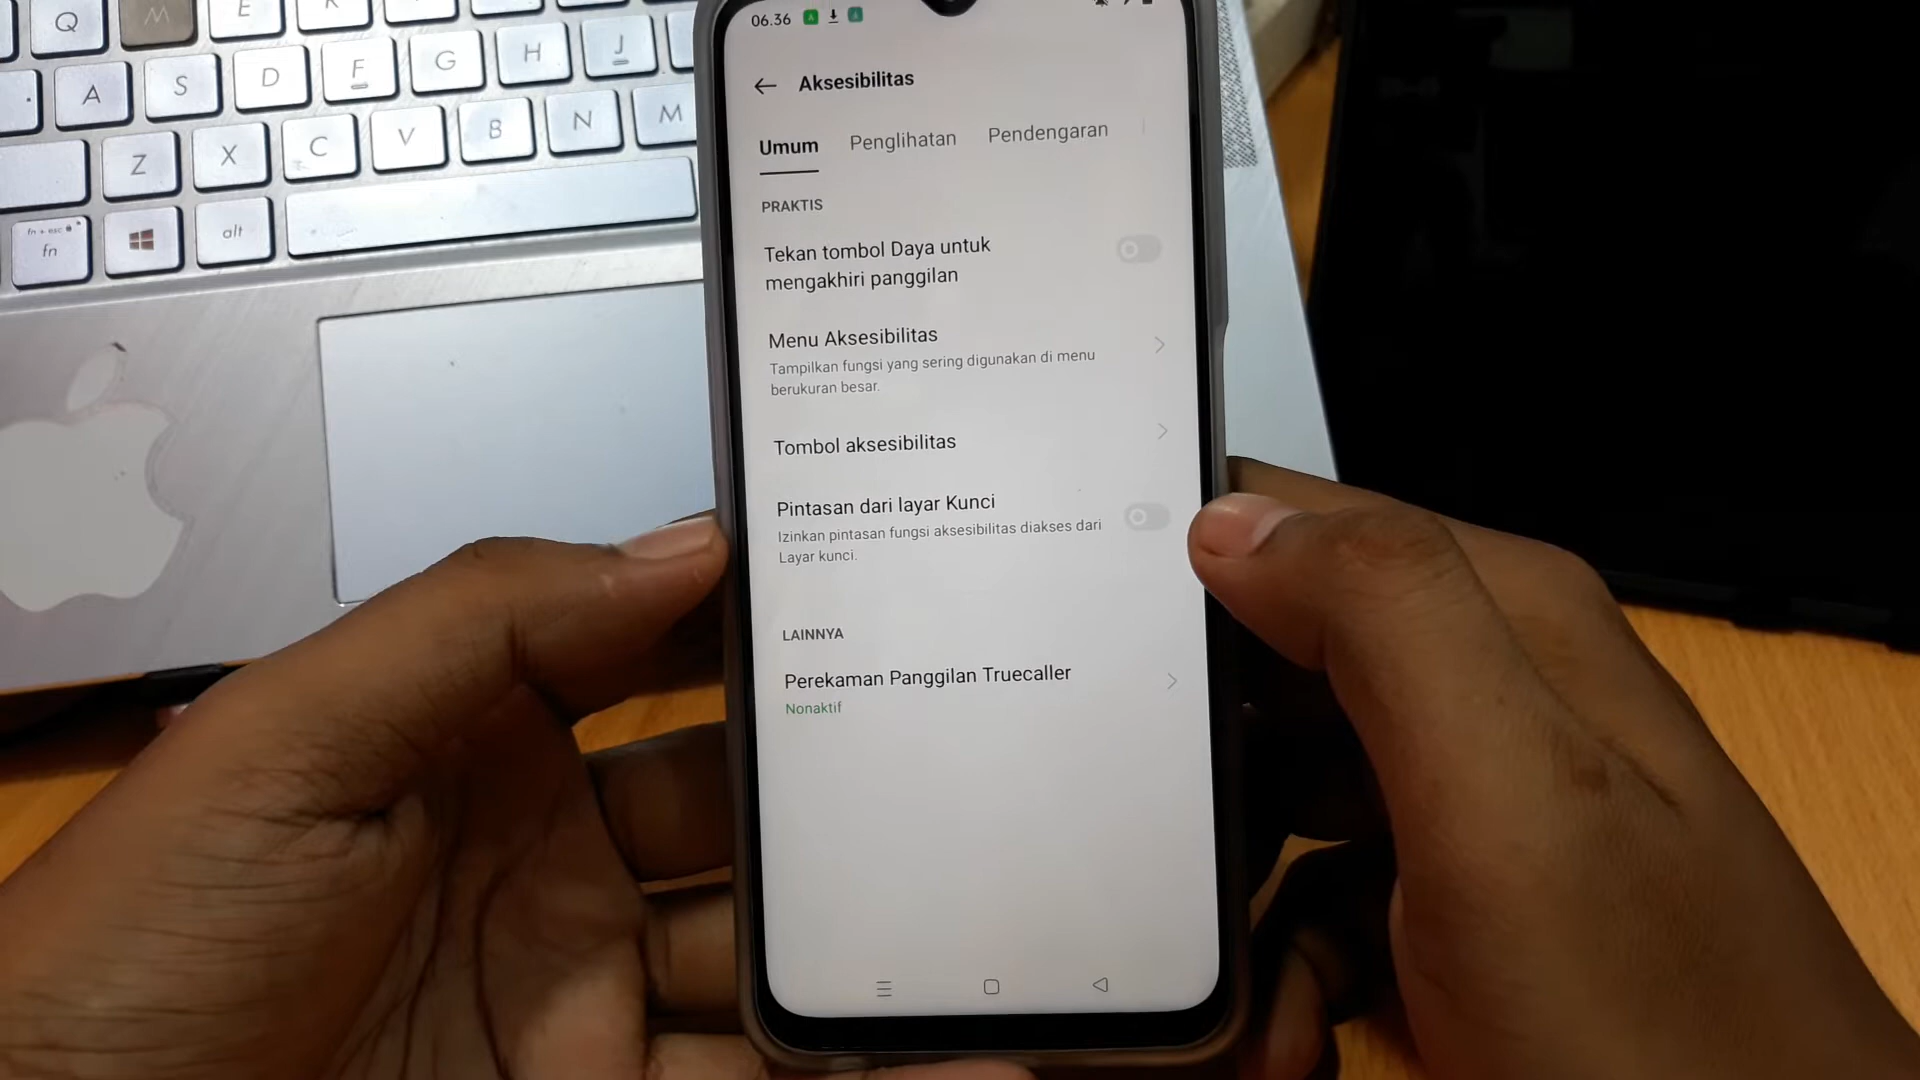 Q
M
E
A
S
D
F
G
H
J
Z
X
C
V
B
N
M
fn + esc
fn
alt
06.36
Aksesibilitas
Umum
Penglihatan
Pendengaran
PRAKTIS
Tekan tombol Daya untuk
mengakhiri panggilan
Menu Aksesibilitas
Tampilkan fungsi yang sering digunakan di menu
berukuran besar.
Tombol aksesibilitas
Pintasan dari layar Kunci
Izinkan pintasan fungsi aksesibilitas diakses dari
Layar kunci.
LAINNYA
Perekaman Panggilan Truecaller
Nonaktif